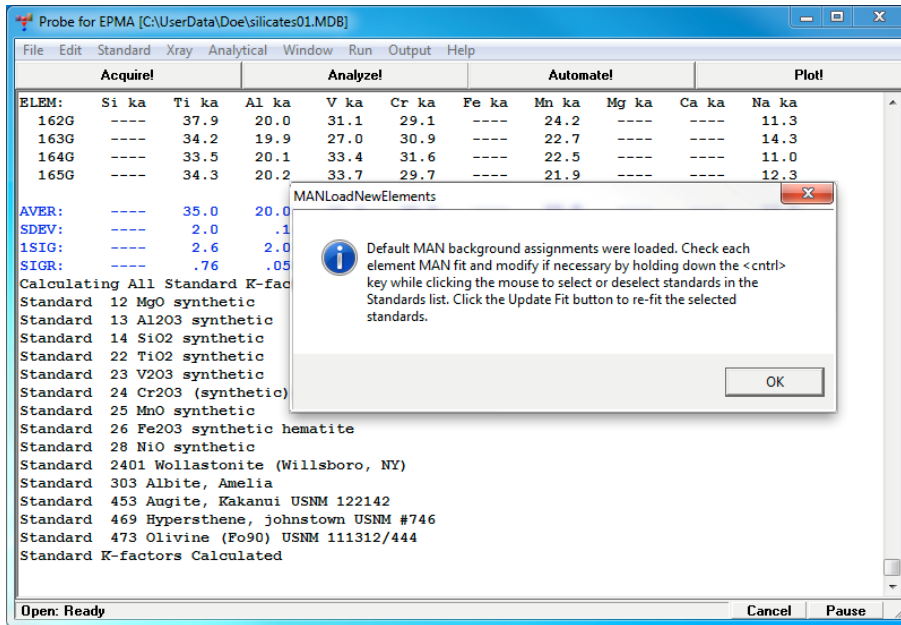 Probe for EPMA [C:\UserData\Doe\silicates01.MDB]
File Edit Standard Xray Analytical Window Run Output Help
Acquire! Analyze! Automate! Plot!
ELEM: Si ka Ti ka Al ka V ka Cr ka Fe ka Mn ka Mg ka Ca ka Na ka
162G ---- 37.9 20.0 31.1 29.1 ---- 24.2 ---- ---- 11.3
163G ---- 34.2 19.9 27.0 30.9 ---- 22.7 ---- ---- 14.3
164G ---- 33.5 20.1 33.4 31.6 ---- 22.5 ---- ---- 11.0
165G ---- 34.3 20.2 33.7 29.7 ---- 21.9 ---- ---- 12.3
AVER: ---- 35.0 20.0
SDEV: ---- 2.0 .1
1SIG: ---- 2.6 2.0
SIGR: ---- .76 .05
MANLoadNewElements
Default MAN background assignments were loaded. Check each
element MAN fit and modify if necessary by holding down the <cntrl>
key while clicking the mouse to select or deselect standards in the
Standards list. Click the Update Fit button to re-fit the selected
standards.
OK
Calculating All Standard K-fac
Standard 12 MgO synthetic
Standard 13 Al2O3 synthetic
Standard 14 SiO2 synthetic
Standard 22 TiO2 synthetic
Standard 23 V2O3 synthetic
Standard 24 Cr2O3 (synthetic)
Standard 25 MnO synthetic
Standard 26 Fe2O3 synthetic hematite
Standard 28 NiO synthetic
Standard 2401 Wollastonite (Willsboro, NY)
Standard 303 Albite, Amelia
Standard 453 Augite, Kakanui USNM 122142
Standard 469 Hypersthene, johnstown USNM #746
Standard 473 Olivine (Fo90) USNM 111312/444
Standard K-factors Calculated
Open: Ready
Cancel Pause